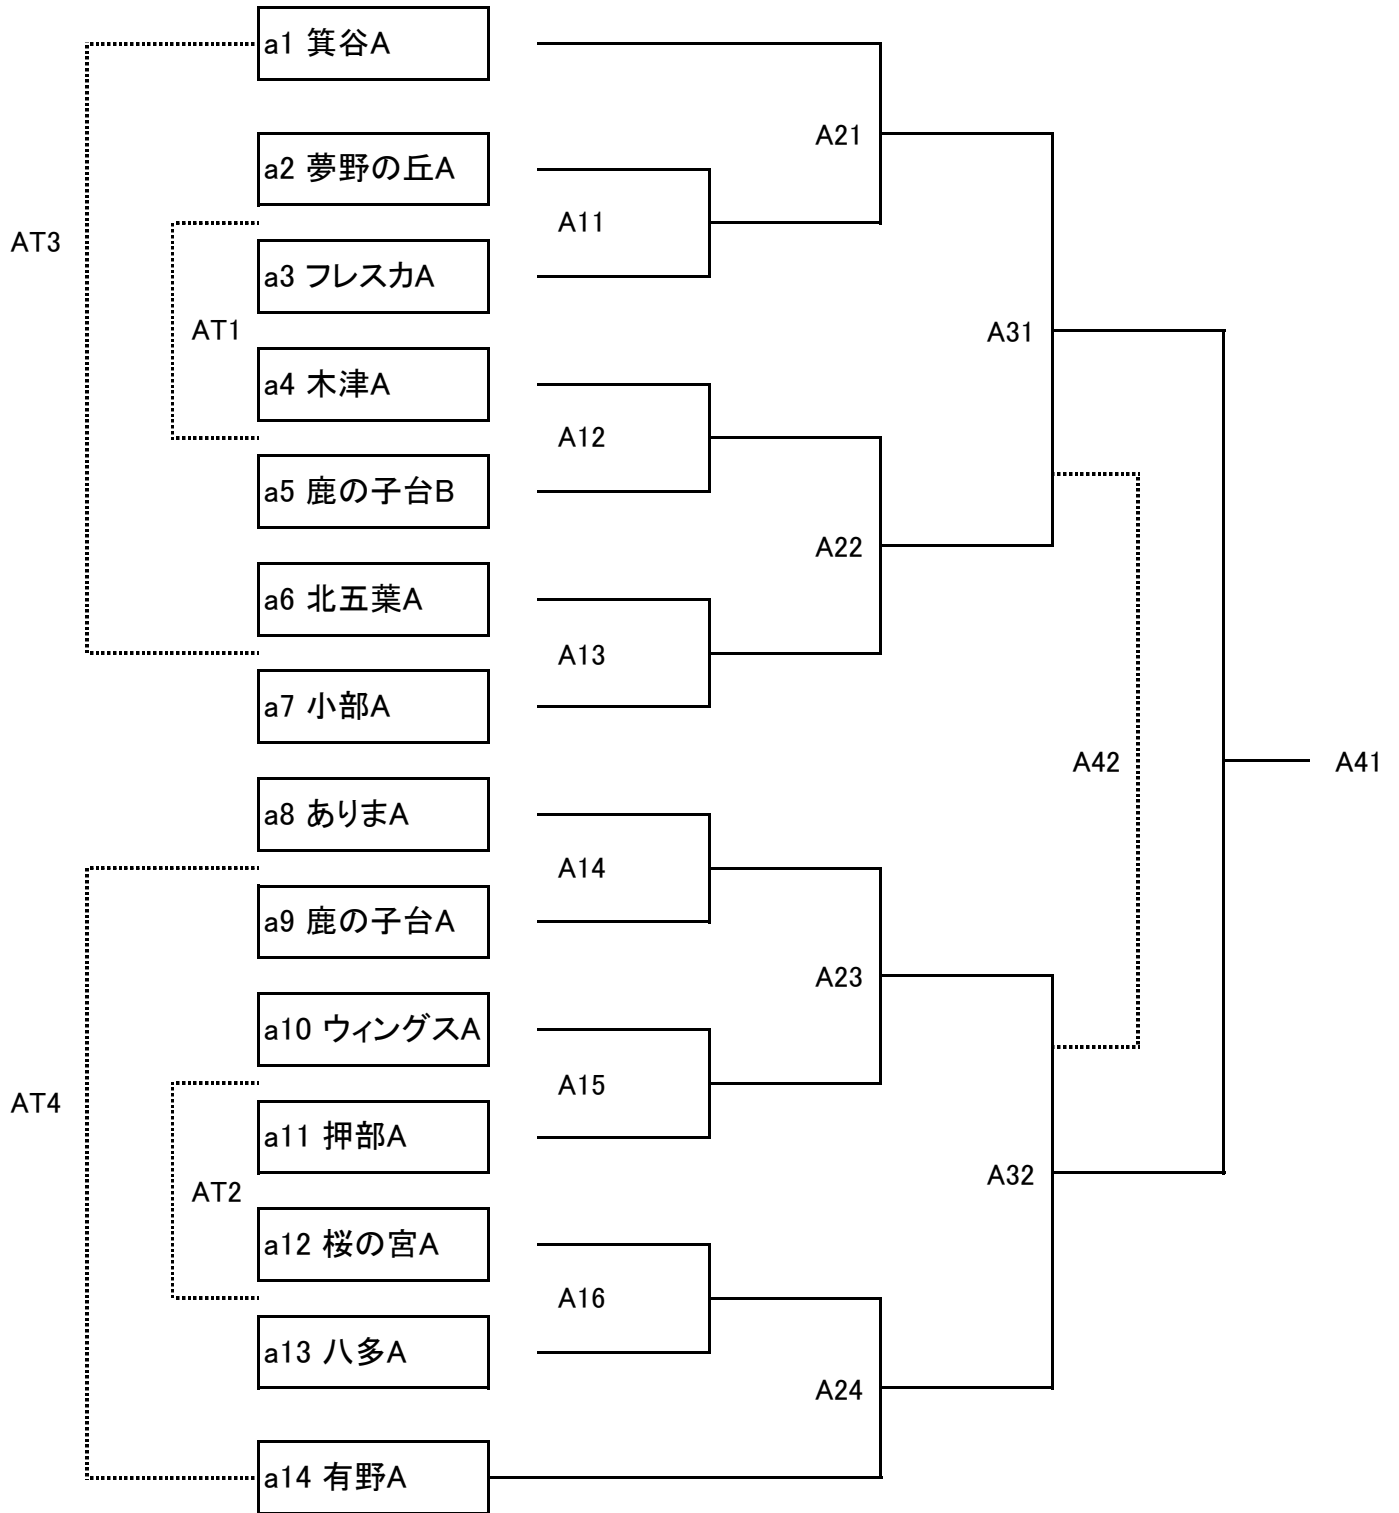 a1 箕谷A
A21
a2 夢野の丘A
A11
AT3
a3 フレスカA
AT1
A31
a4 木津A
A12
a5 鹿の子台B
A22
a6 北五葉A
A13
a7 小部A
A42
A41
a8 ありまA
A14
a9 鹿の子台A
A23
a10 ウィングスA
A15
AT4
a11 押部A
A32
AT2
a12 桜の宮A
A16
a13 八多A
A24
a14 有野A